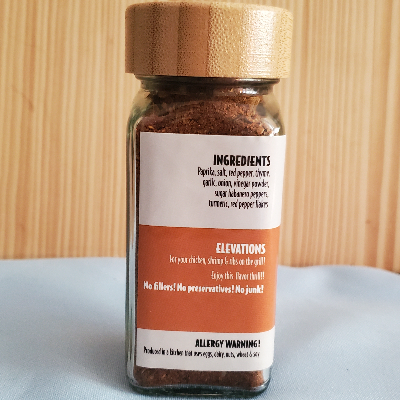 INGREDIENTS
Paprika, salt, red pepper, thyme,
garlic, onion, vinegar powder,
sugar habanero peppers,
turmeric, red pepper flakes
ELEVATIONS
For your chicken, shrimp & ribs on the grill!
Enjoy this flavor thrill!
No fillers! No preservatives! No junk!
ALLERGY WARNING!
Produced in a kitchen that uses eggs, dairy, nuts, wheat & soy